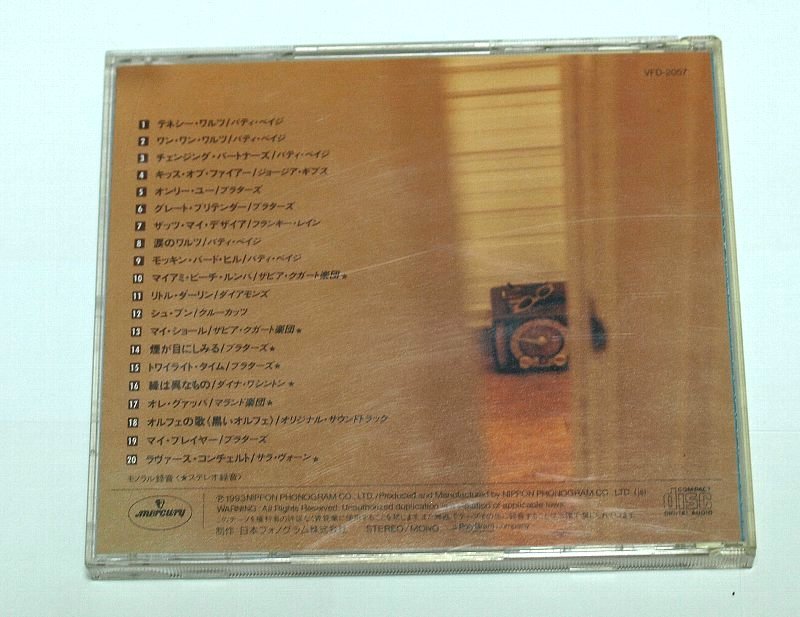 VFD-2057
1 テネシー・ワルツ/パティ・ペイジ
2 ワン・ワン・ワルツ/パティ・ペイジ
3 チェンジング・パートナーズ/パティ・ペイジ
4 キッス・オブ・ファイアー/ジョージア・ギブス
5 オンリー・ユー/プラターズ
6 グレート・プリテンダー/プラターズ
7 ザッツ・マイ・デザイア/フランキー・レイン
8 涙のワルツ/パティ・ペイジ
9 モッキン・バード・ヒル/パティ・ペイジ
10 マイアミ・ビーチ・ルンバ/ザビア・クガート楽団★
11 リトル・ダーリン/ダイアモンズ
12 シュ・ブン/クルーカッツ
13 マイ・ショール/ザビア・クガート楽団★
14 煙が目にしみる/プラターズ★
15 トワイライト・タイム/プラターズ★
16 縁は異なもの/ダイナ・ワシントン★
17 オレ・グァッパ/マランド楽団★
18 オルフェの歌〈黒いオルフェ〉/オリジナル・サウンドトラック
19 マイ・プレイヤー/プラターズ
20 ラヴァース・コンチェルト/サラ・ヴォーン★
モノラル録音〈★ステレオ録音〉
mercury
℗ 1993 NIPPON PHONOGRAM CO., LTD./Produced and Manufactured by NIPPON PHONOGRAM CO., LTD.
WARNING: All Rights Reserved. Unauthorized duplication is a violation of applicable laws.
制作 日本フォノグラム株式会社 STEREO/MONO a PolyGram company
COMPACT
disc
DIGITAL AUDIO